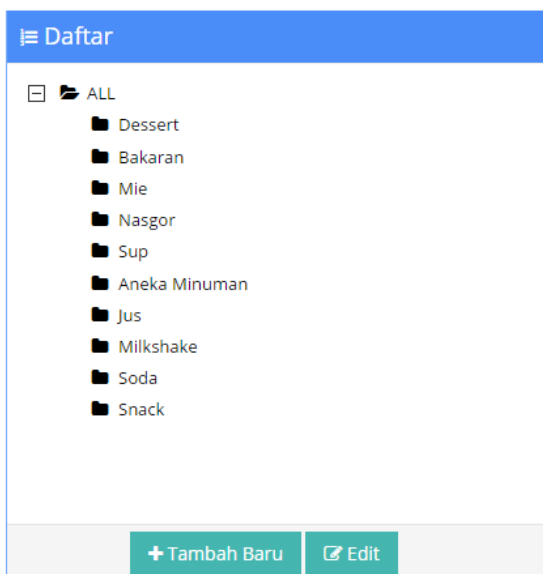 Daftar
ALL
Dessert
Bakaran
Mie
Nasgor
Sup
Aneka Minuman
Jus
Milkshake
Soda
Snack
Tambah Baru Edit